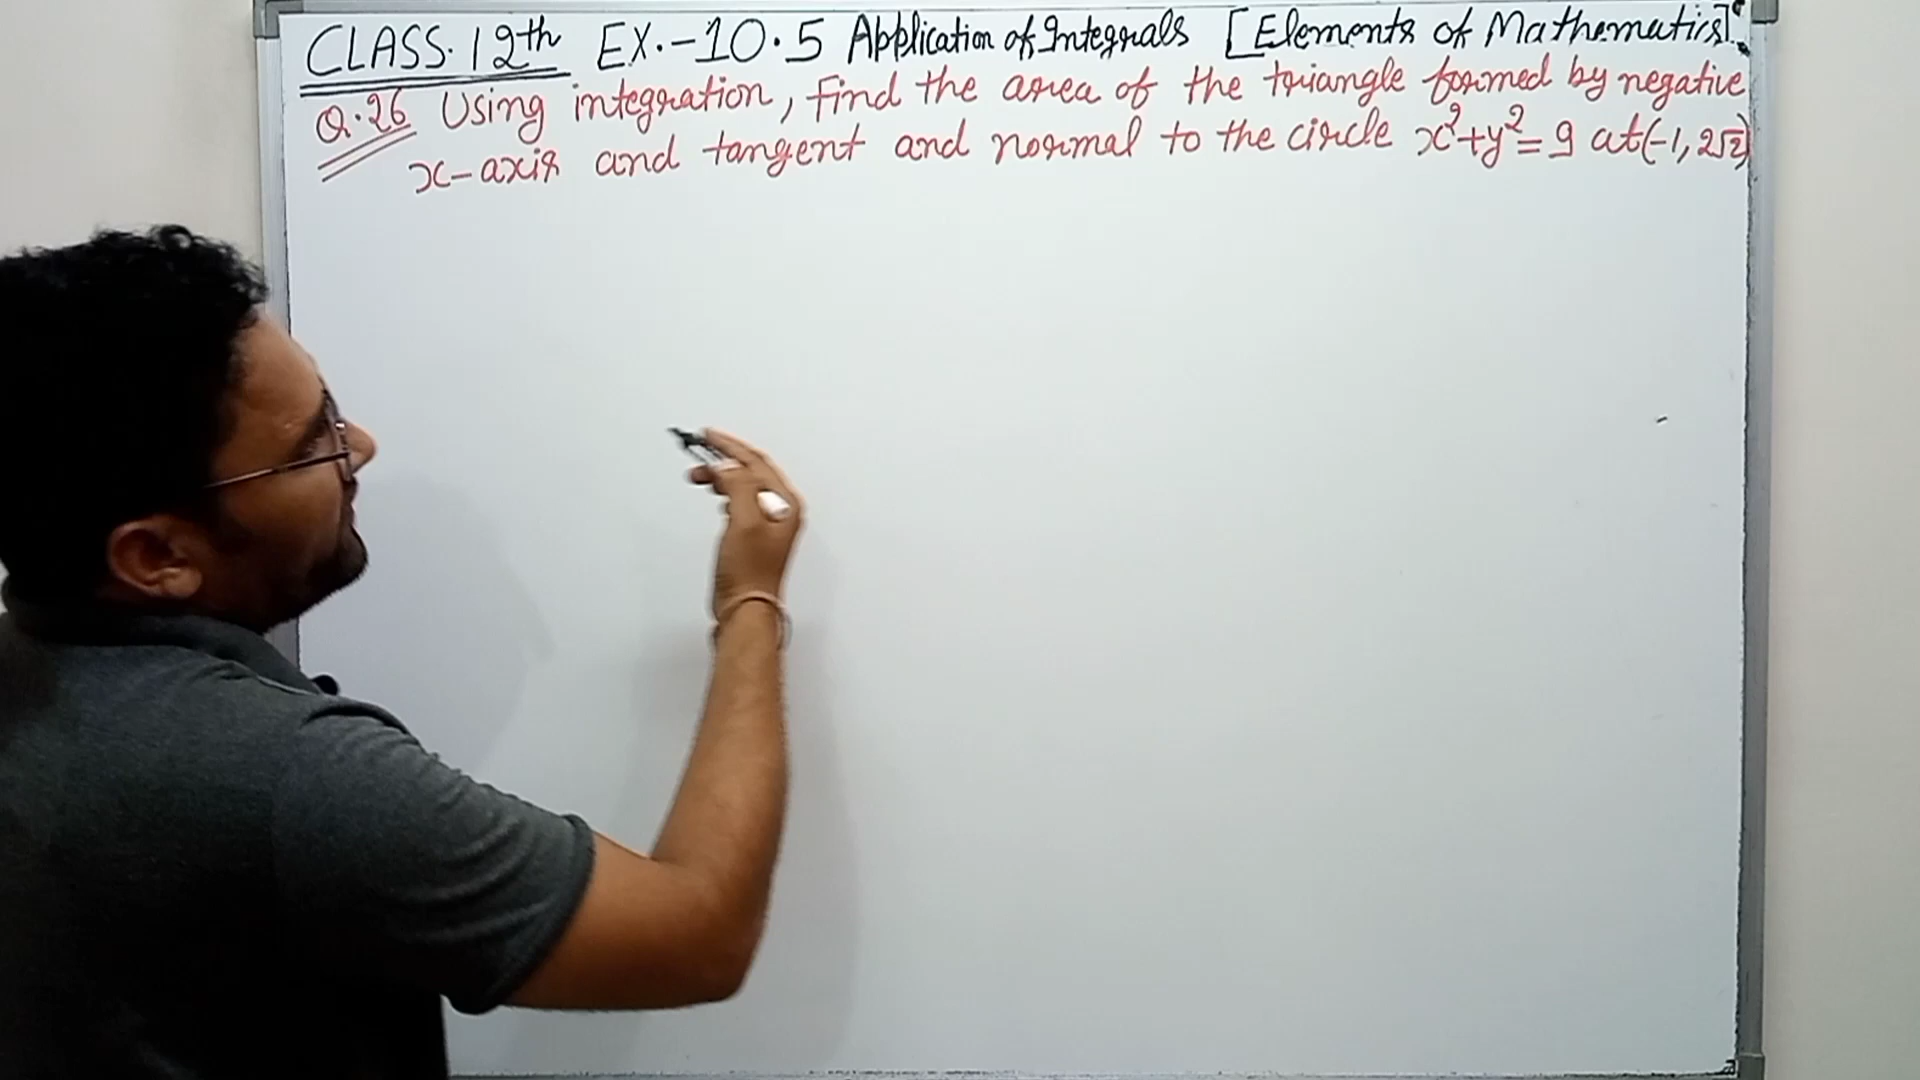 CLASS. 12th EX.-10.5 Application of Integrals [Elements of Mathematics]
Q.26 Using integration, Find the area of the triangle formed by negative
x-axis and tangent and normal to the circle x²+y²=9 at(-1, 2√2)